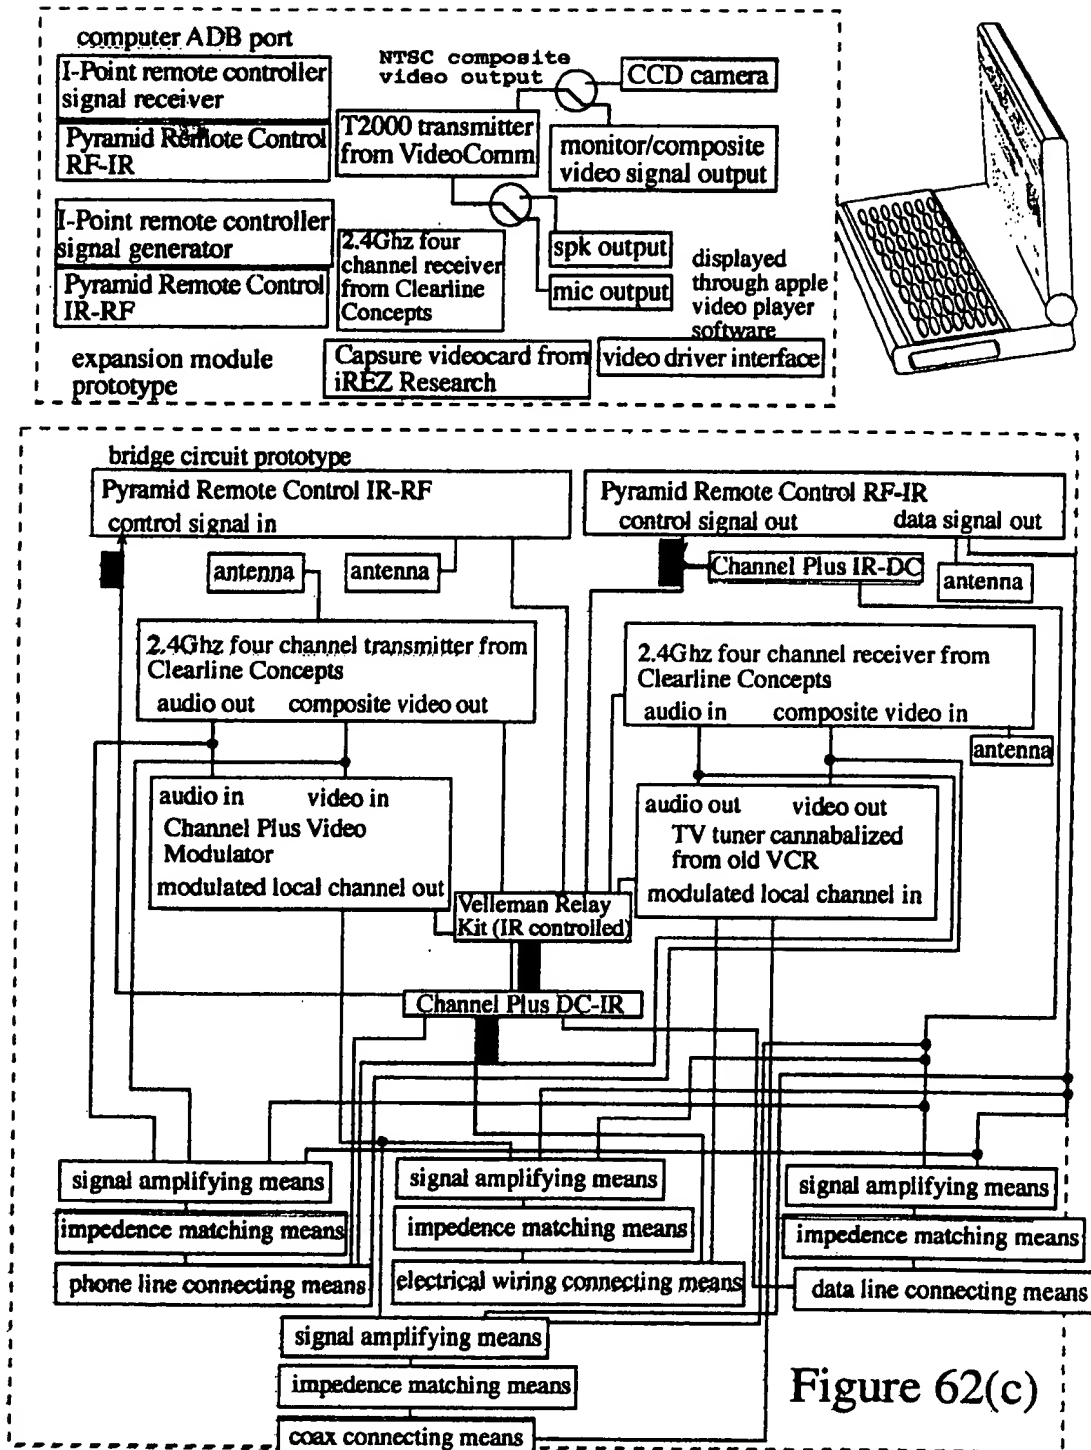 computer ADB port
I-Point remote controller
signal receiver
Pyramid Remote Control
RF-IR
I-Point remote controller
signal generator
Pyramid Remote Control
IR-RF
expansion module
prototype
NTSC composite
video output
CCD camera
T2000 transmitter
from VideoComm
monitor/composite
video signal output
2.4Ghz four
channel receiver
from Clearline
Concepts
spk output
mic output
displayed
through apple
video player
software
Capsure videocard from
iREZ Research
video driver interface
bridge circuit prototype
Pyramid Remote Control IR-RF
control signal in
Pyramid Remote Control RF-IR
control signal out data signal out
antenna
antenna
Channel Plus IR-DC
antenna
2.4Ghz four channel transmitter from
Clearline Concepts
audio out composite video out
2.4Ghz four channel receiver from
Clearline Concepts
audio in composite video in
antenna
audio in video in
Channel Plus Video
Modulator
modulated local channel out
audio out video out
TV tuner cannabalized
from old VCR
modulated local channel in
Velleman Relay
Kit (IR controlled)
Channel Plus DC-IR
signal amplifying means
impedence matching means
phone line connecting means
signal amplifying means
impedence matching means
electrical wiring connecting means
signal amplifying means
impedence matching means
data line connecting means
signal amplifying means
impedence matching means
coax connecting means
Figure 62(c)